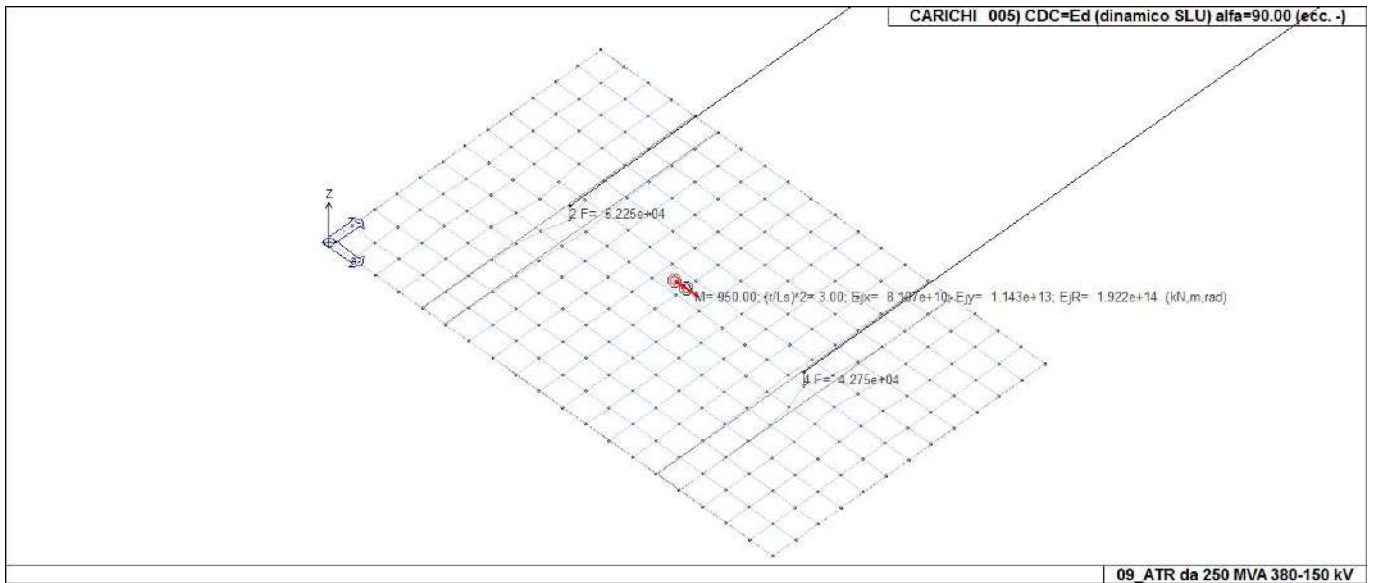 CARICHI 005) CDC=Ed (dinamico SLU) alfa=90.00 (ecc. -)
Z
2 F= 5.225e+04
M= 950.00; (r/Ls)^2= 3.00; Ejx= 8.107e+10; Ejy= 1.143e+13; EjR= 1.922e+14 (kN,m,rad)
4 F= 4.275e+04
09_ATR da 250 MVA 380-150 kV